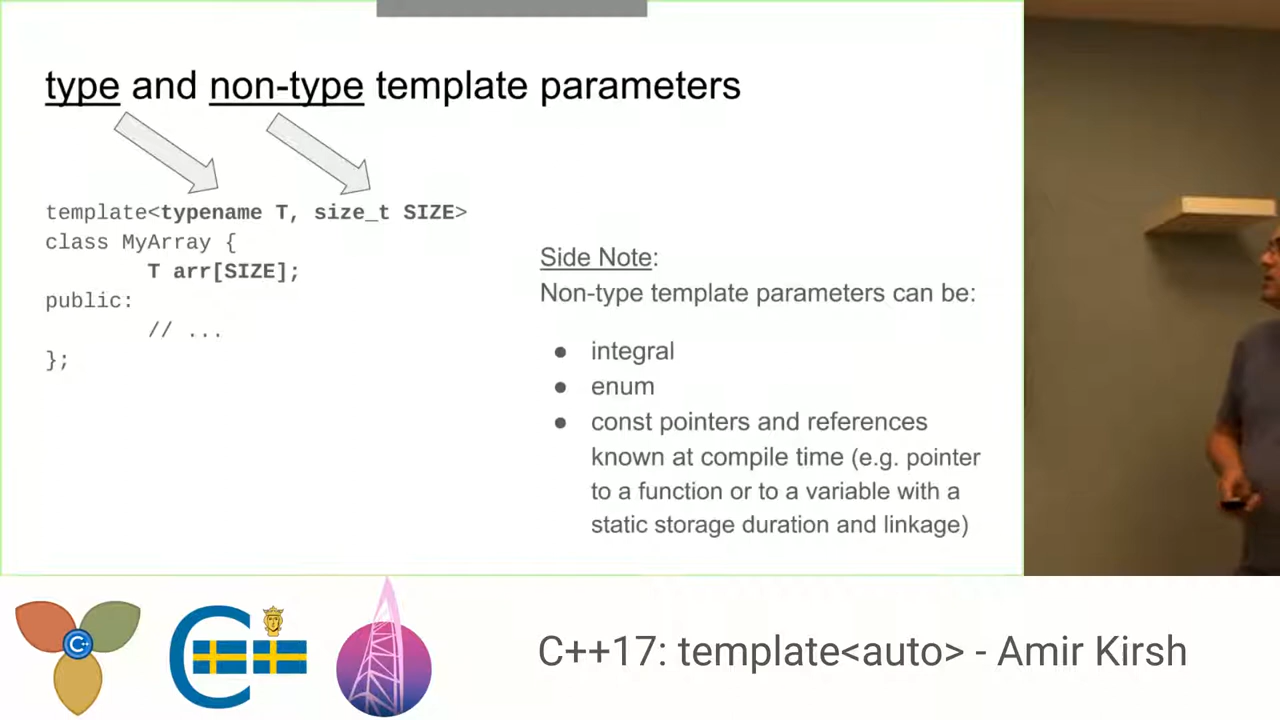 type and non-type template parameters
template<typename T, size_t SIZE>
class MyArray {
T arr[SIZE];
public:
// ...
};
Side Note:
Non-type template parameters can be:
● integral
● enum
● const pointers and references
known at compile time (e.g. pointer
to a function or to a variable with a
static storage duration and linkage)
C++
C++
C++17: template<auto> - Amir Kirsh